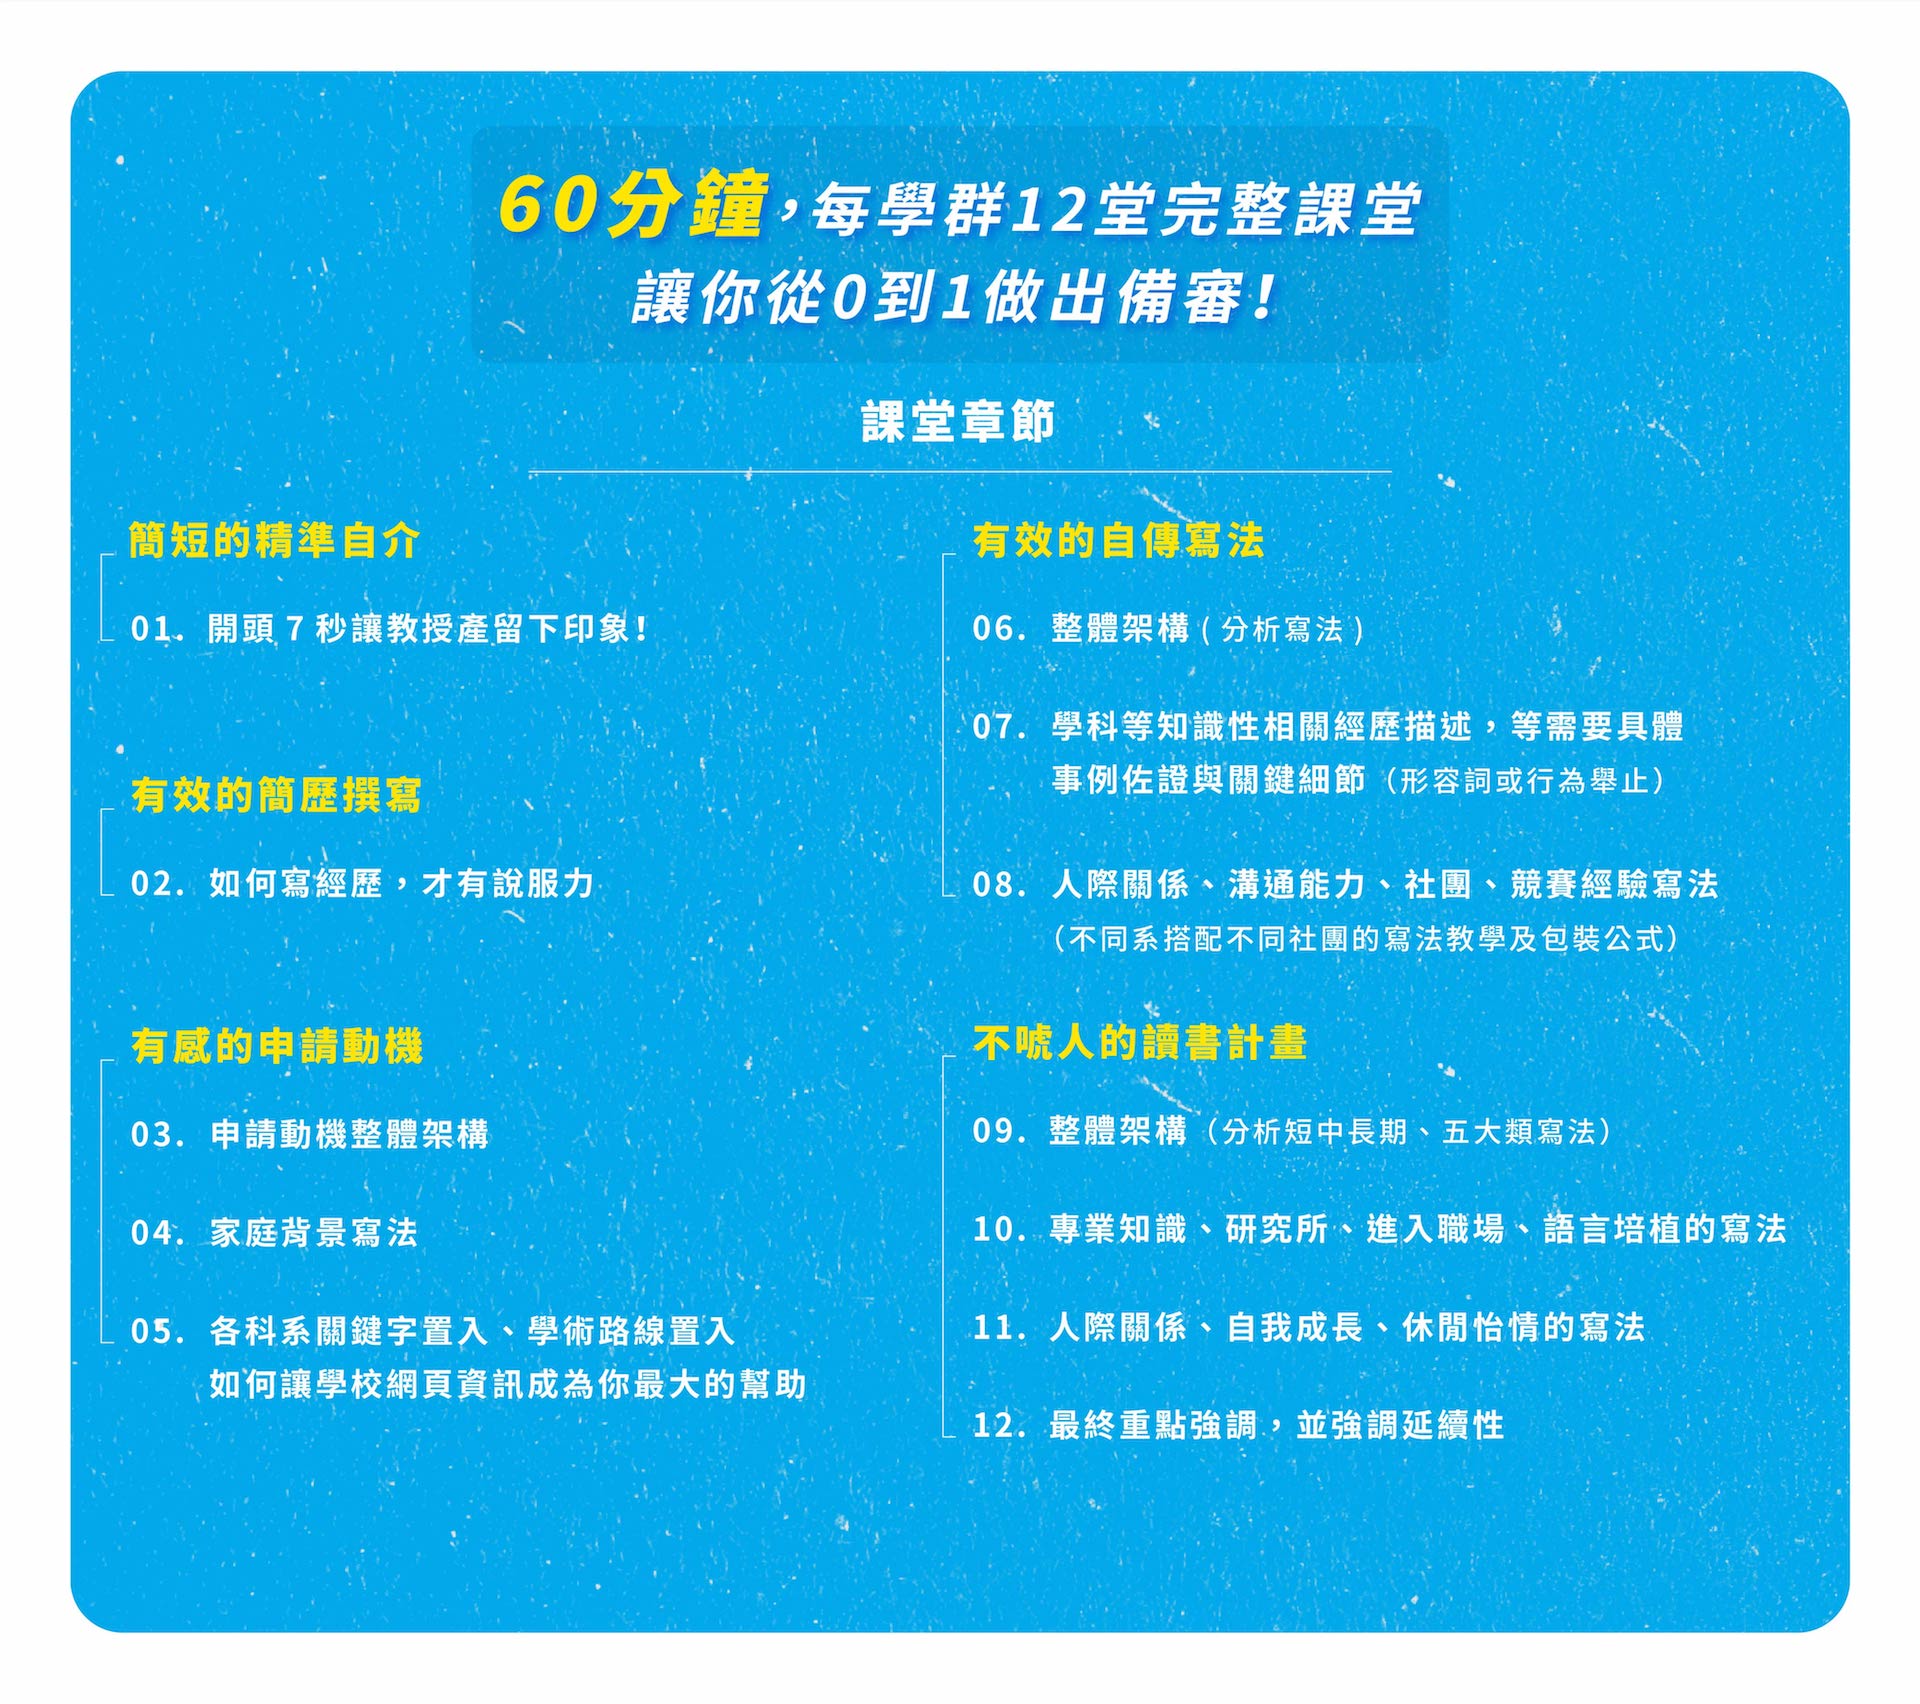 60分鐘，每學群12堂完整課堂
讓你從0到1做出備審！
課堂章節
簡短的精準自介
01. 開頭 7 秒讓教授產留下印象！
有效的簡歷撰寫
02. 如何寫經歷，才有說服力
有感的申請動機
03. 申請動機整體架構
04. 家庭背景寫法
05. 各科系關鍵字置入、學術路線置入
如何讓學校網頁資訊成為你最大的幫助
有效的自傳寫法
06. 整體架構 ( 分析寫法 )
07. 學科等知識性相關經歷描述，等需要具體
事例佐證與關鍵細節（形容詞或行為舉止）
08. 人際關係、溝通能力、社團、競賽經驗寫法
（不同系搭配不同社團的寫法教學及包裝公式）
不唬人的讀書計畫
09. 整體架構（分析短中長期、五大類寫法）
10. 專業知識、研究所、進入職場、語言培植的寫法
11. 人際關係、自我成長、休閒怡情的寫法
12. 最終重點強調，並強調延續性